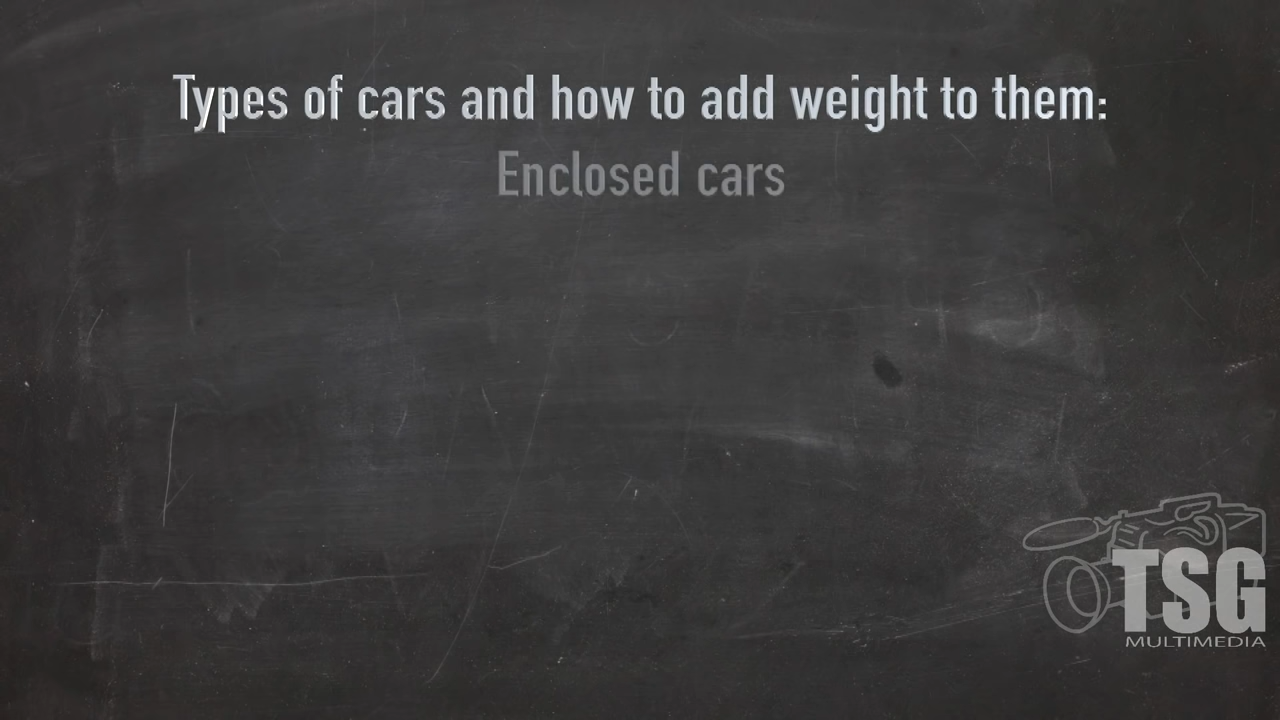 Types of cars and how to add weight to them:
Enclosed cars
TSG
MULTIMEDIA